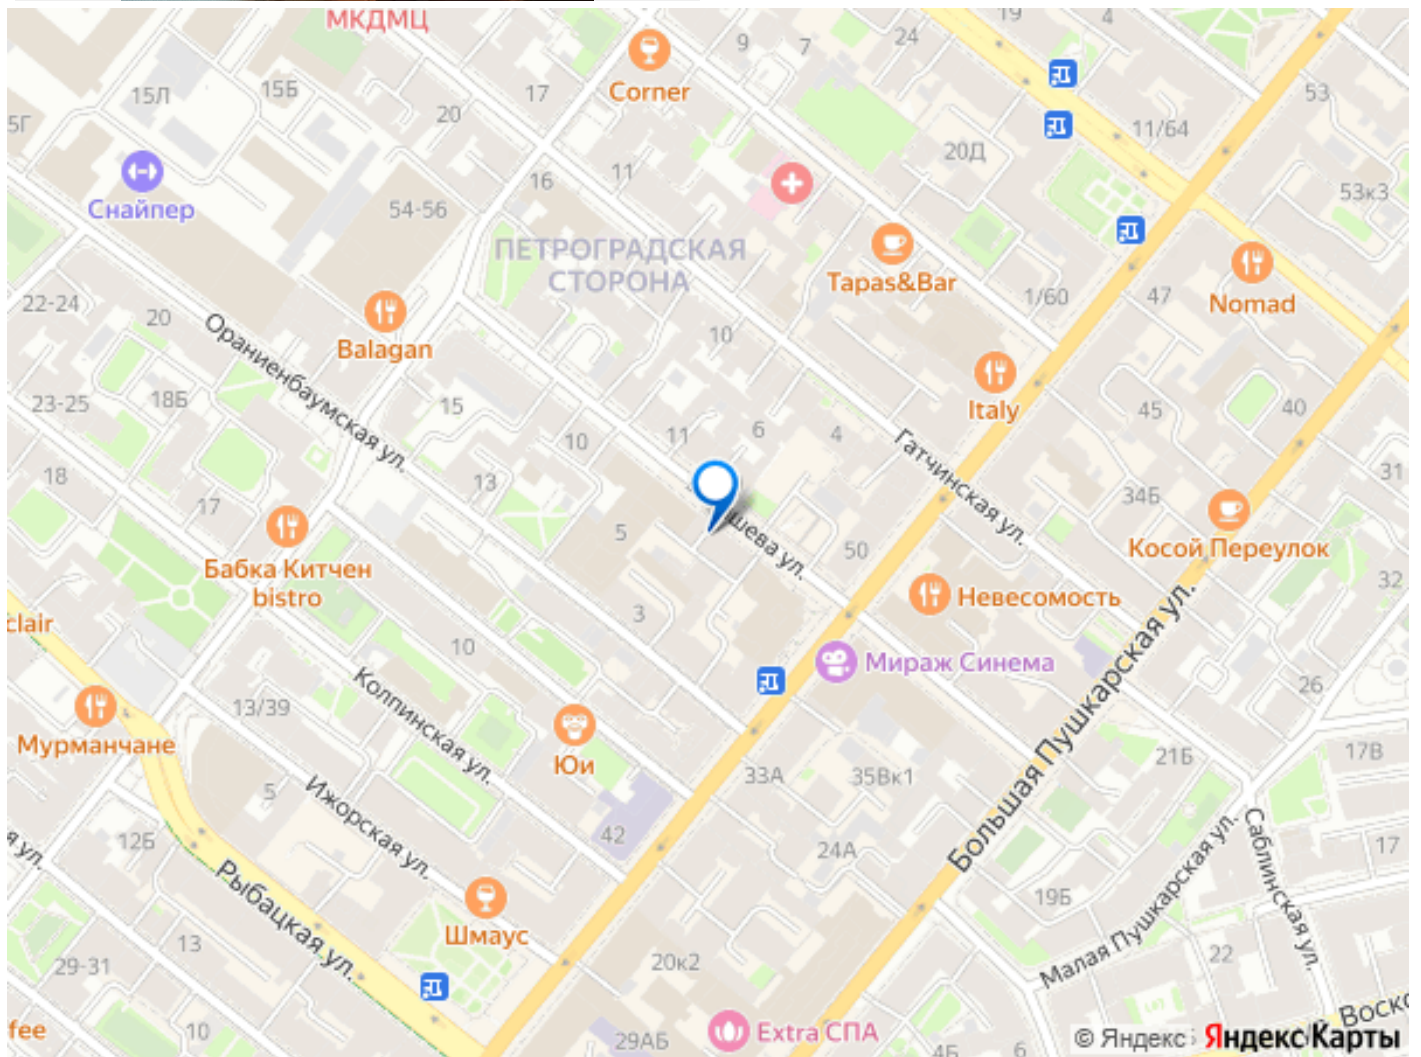 МКДМЦ
19
4
9
7
24
Corner
15Л
15Б
17
53
5Г
20
11/64
20Д
11
16
Снайпер
54-56
53к3
ПЕТРОГРАДСКАЯ
СТОРОНА
Tapas&Bar
22-24
20
1/60
47
Nomad
Ораниенбаумская ул.
Balagan
10
Italy
23-25
18Б
15
45
40
10
11
6
4
Гатчинская ул.
18
13
31
17
34Б
5
шева ул.
50
Косой Переулок
Бабка Китчен
bistro
32
Невесомость
clair
3
10
Мираж Синема
Большая Пушкарская ул.
26
Колпинская ул.
13/39
Мурманчане
Юи
21Б
17В
33А
35Вк1
5
Ижорская ул.
42
12Б
24А
Малая Пушкарская ул.
Саблинская ул.
17
я ул.
Рыбацкая ул.
19Б
Шмаус
13
29-31
20к2
22
fee
10
29АБ
Extra СПА
4Б
6
Воско
© Яндекс
Яндекс Карты